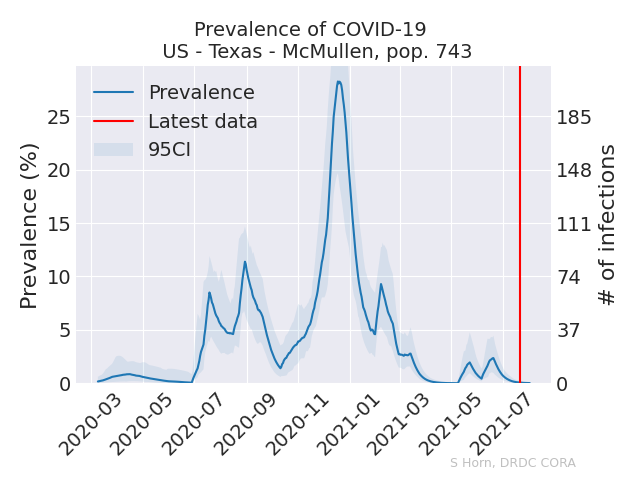 Prevalence of COVID-19
US - Texas - McMullen, pop. 743
Prevalence
Latest data
95CI
Prevalence (%)
25
20
15
10
5
0
185
148
111
74
37
0
# of infections
2020-03
2020-05
2020-07
2020-09
2020-11
2021-01
2021-03
2021-05
2021-07
S Horn, DRDC CORA